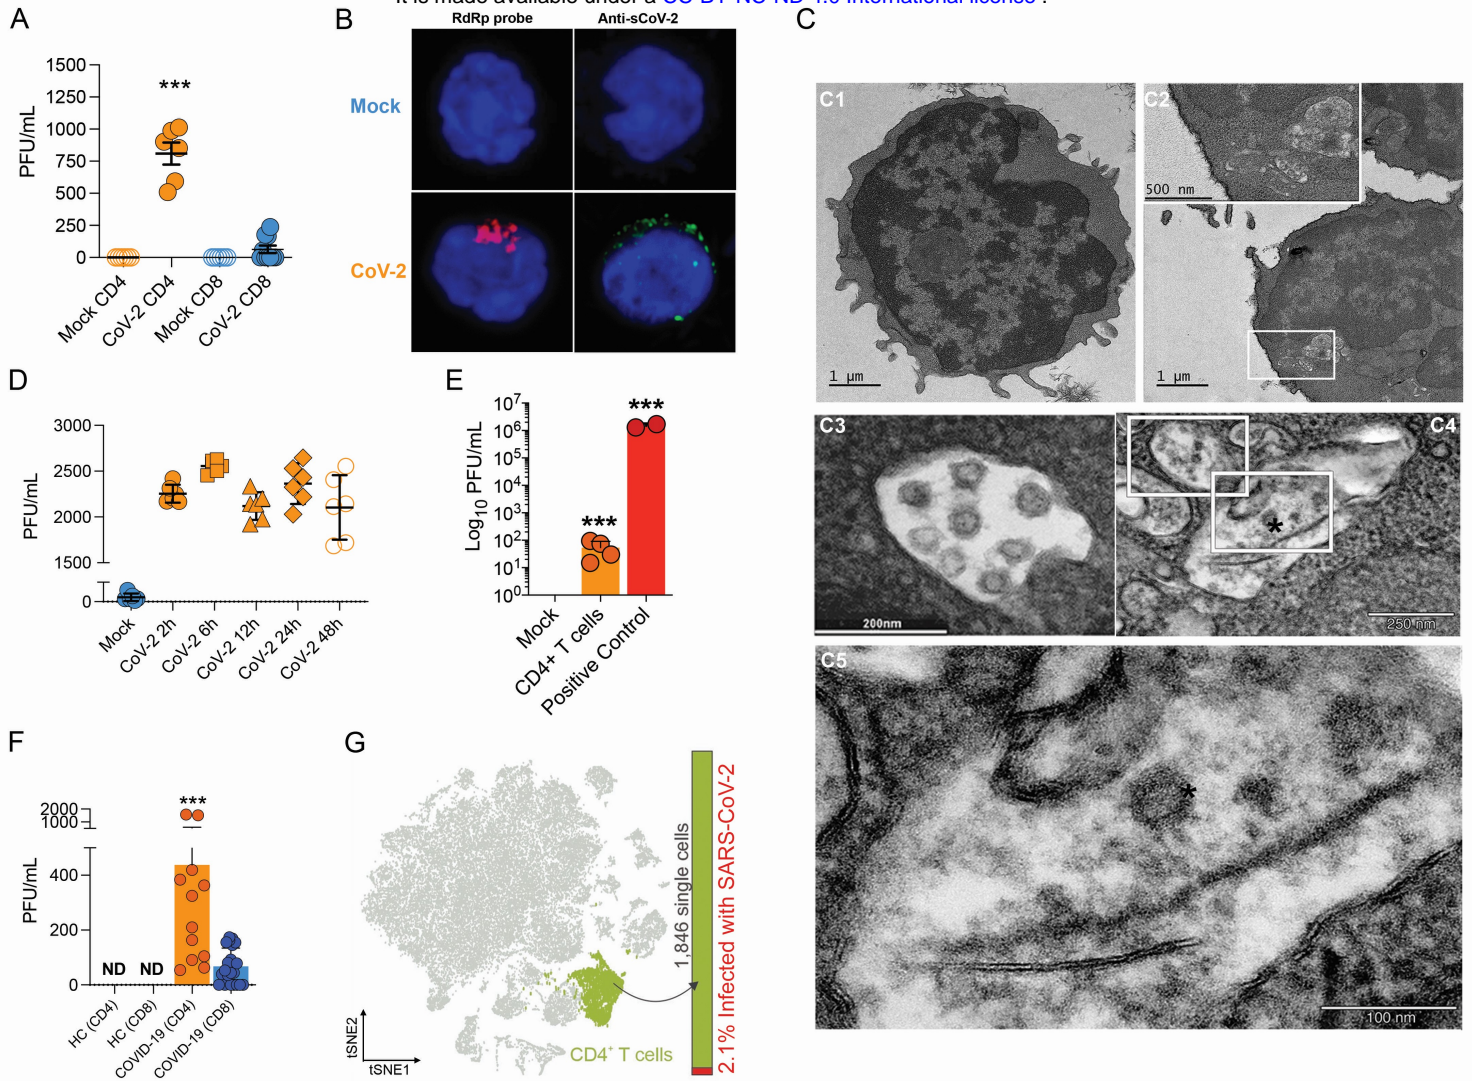 It is made available under a CC-BY-NC-ND 4.0 International license .
A
1500
1250
1000
750
500
250
0
PFU/mL
***
Mock CD4
CoV-2 CD4
Mock CD8
CoV-2 CD8
B
RdRp probe
Anti-sCoV-2
Mock
CoV-2
C
C1
1 µm
C2
500 nm
1 µm
C3
200nm
C4
*
250 nm
C5
*
100 nm
D
3000
2500
2000
1500
0
PFU/mL
Mock
CoV-2 2h
CoV-2 6h
CoV-2 12h
CoV-2 24h
CoV-2 48h
E
10⁷
10⁶
10⁵
10⁴
10³
10²
10¹
10⁰
Log₁₀ PFU/mL
***
***
Mock
CD4+ T cells
Positive Control
F
2000
1000
400
200
0
PFU/mL
***
ND
ND
HC (CD4)
HC (CD8)
COVID-19 (CD4)
COVID-19 (CD8)
G
tSNE2
tSNE1
CD4⁺ T cells
1,846 single cells
2.1% Infected with SARS-CoV-2